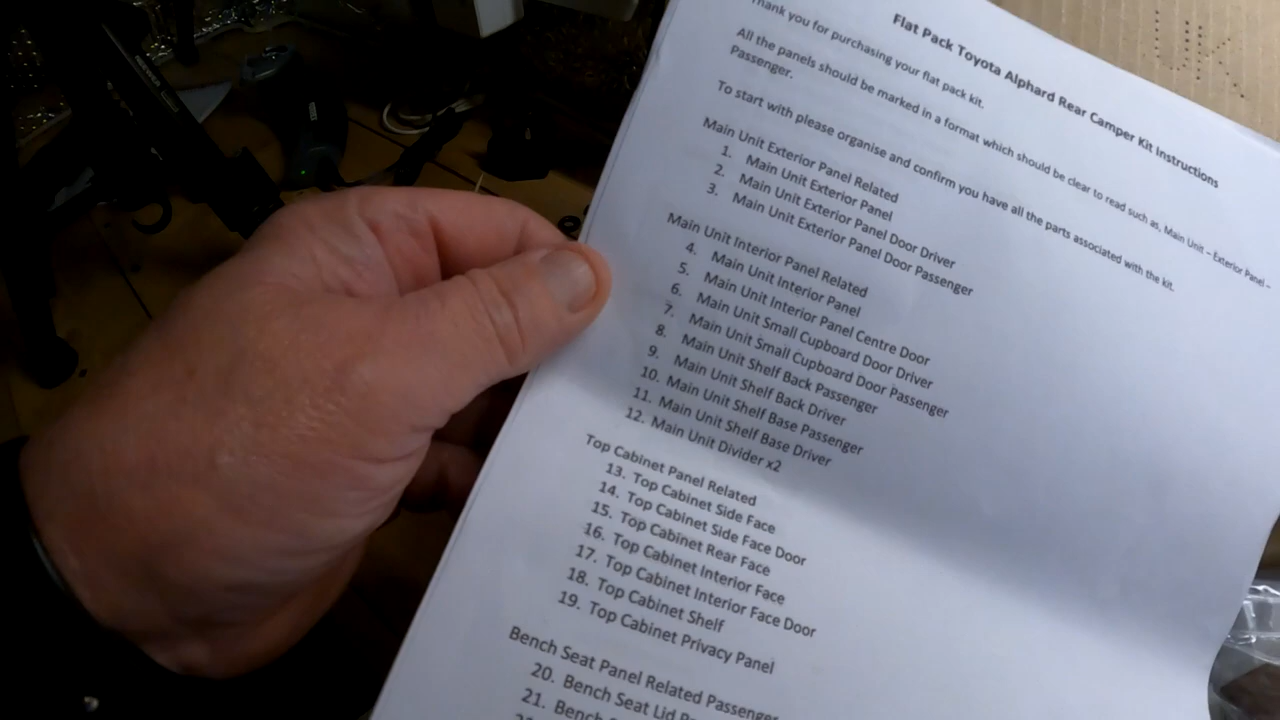 Flat Pack Toyota Alphard Rear Camper Kit Instructions
Thank you for purchasing your flat pack kit.
All the panels should be marked in a format which should be clear to read such as, Main Unit – Exterior Panel –
Passenger.
To start with please organise and confirm you have all the parts associated with the kit.
Main Unit Exterior Panel Related
1. Main Unit Exterior Panel
2. Main Unit Exterior Panel Door Driver
3. Main Unit Exterior Panel Door Passenger
Main Unit Interior Panel Related
4. Main Unit Interior Panel
5. Main Unit Interior Panel Centre Door
6. Main Unit Small Cupboard Door Driver
7. Main Unit Small Cupboard Door Passenger
8. Main Unit Shelf Back Passenger
9. Main Unit Shelf Back Driver
10. Main Unit Shelf Base Passenger
11. Main Unit Shelf Base Driver
12. Main Unit Divider x2
Top Cabinet Panel Related
13. Top Cabinet Side Face
14. Top Cabinet Side Face Door
15. Top Cabinet Rear Face
16. Top Cabinet Interior Face
17. Top Cabinet Interior Face Door
18. Top Cabinet Shelf
19. Top Cabinet Privacy Panel
Bench Seat Panel Related Passenger
20. Bench Seat Lid
21. Bench